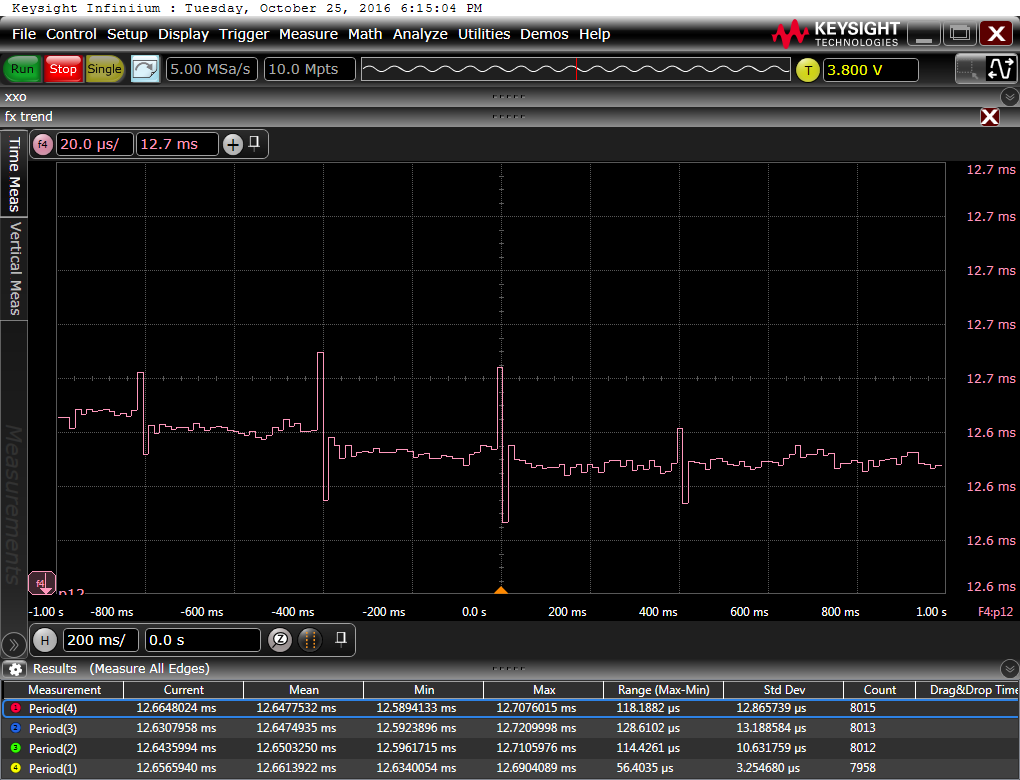 Keysight Infiniium : Tuesday, October 25, 2016 6:15:04 PM
File Control Setup Display Trigger Measure Math Analyze Utilities Demos Help KEYSIGHT TECHNOLOGIES
Run Stop Single 5.00 MSa/s 10.0 Mpts T 3.800 V
xxo
fx trend
f4 20.0 µs/ 12.7 ms
Time Meas
Vertical Meas
Measurements
12.7 ms
12.7 ms
12.7 ms
12.7 ms
12.7 ms
12.6 ms
12.6 ms
12.6 ms
12.6 ms
f4 p12
-1.00 s -800 ms -600 ms -400 ms -200 ms 0.0 s 200 ms 400 ms 600 ms 800 ms 1.00 s F4:p12
H 200 ms/ 0.0 s Z
Results (Measure All Edges)
Measurement Current Mean Min Max Range (Max-Min) Std Dev Count Drag&Drop Time
1 Period(4) 12.6648024 ms 12.6477532 ms 12.5894133 ms 12.7076015 ms 118.1882 µs 12.865739 µs 8015
2 Period(3) 12.6307958 ms 12.6474935 ms 12.5923896 ms 12.7209998 ms 128.6102 µs 13.188584 µs 8013
3 Period(2) 12.6435994 ms 12.6503250 ms 12.5961715 ms 12.7105976 ms 114.4261 µs 10.631759 µs 8012
4 Period(1) 12.6565940 ms 12.6613922 ms 12.6340054 ms 12.6904089 ms 56.4035 µs 3.254680 µs 7958